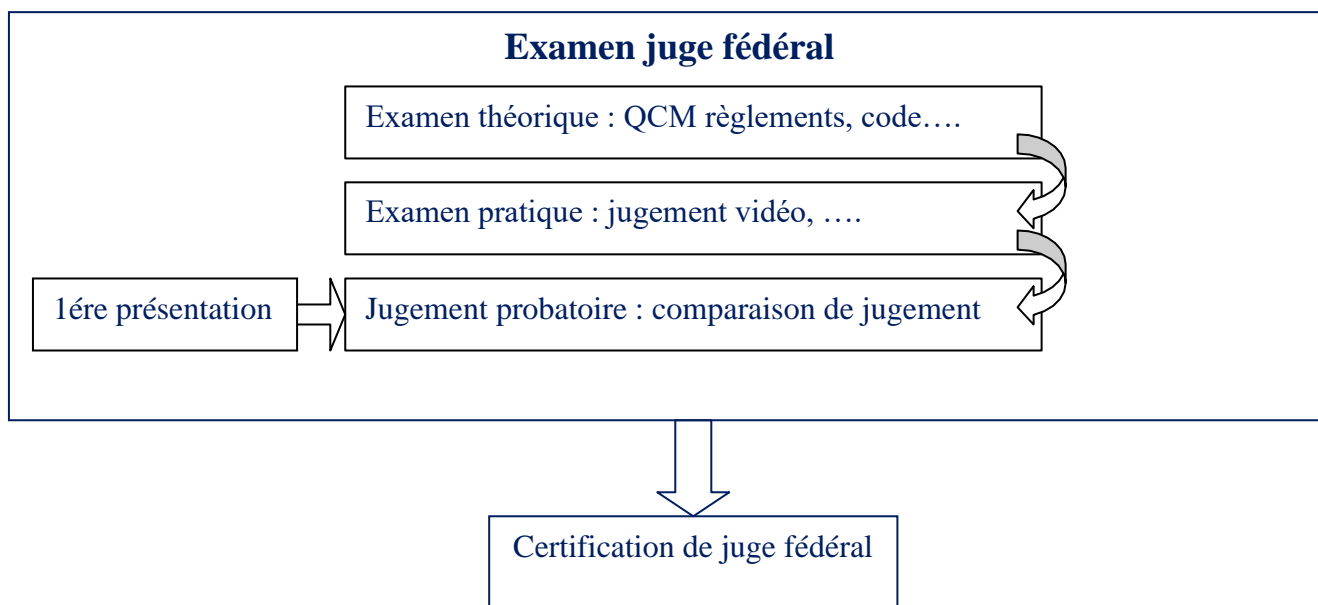 Examen juge fédéral
Examen théorique : QCM règlements, code….
Examen pratique : jugement vidéo, ….
1ére présentation
Jugement probatoire : comparaison de jugement
Certification de juge fédéral